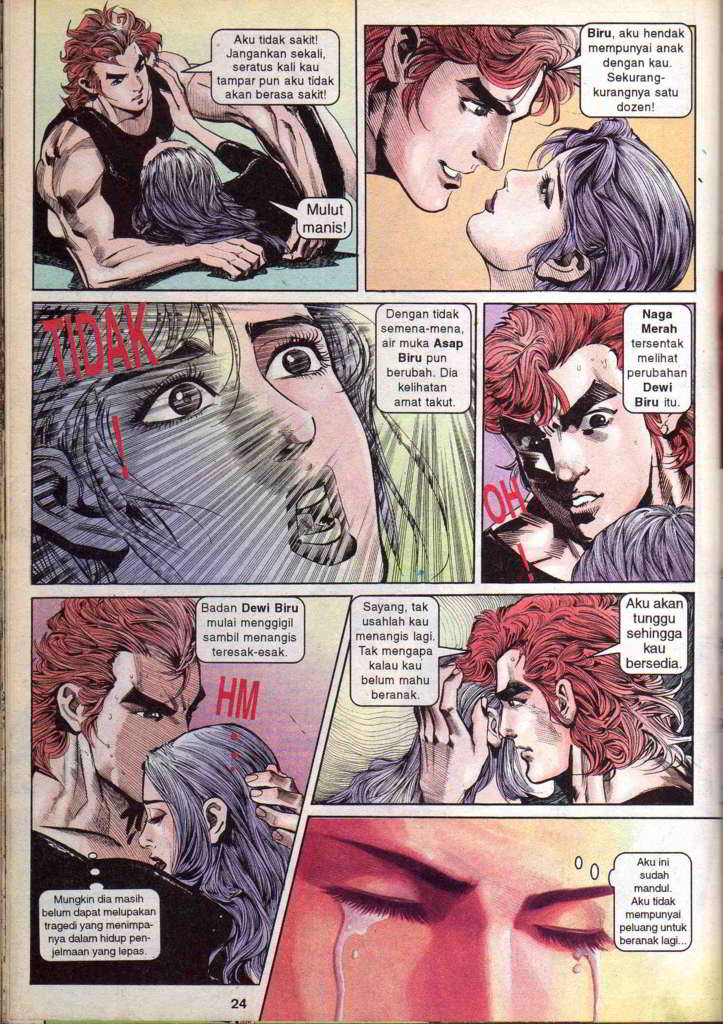 Aku tidak sakit!
Jangankan sekali,
seratus kali kau
tampar pun aku tidak
akan berasa sakit!
Mulut
manis!
Biru, aku hendak
mempunyai anak
dengan kau.
Sekurang-
kurangnya satu
dozen!
TIDAK
!
Dengan tidak
semena-mena,
air muka Asap
Biru pun
berubah. Dia
kelihatan
amat takut.
Naga
Merah
tersentak
melihat
perubahan
Dewi
Biru itu.
OH
!
Badan Dewi Biru
mulai menggigil
sambil menangis
teresak-esak.
HM
...
Mungkin dia masih
belum dapat melupakan
tragedi yang menimpa-
nya dalam hidup pen-
jelmaan yang lepas.
Sayang, tak
usahlah kau
menangis lagi.
Tak mengapa
kalau kau
belum mahu
beranak.
Aku akan
tunggu
sehingga
kau
bersedia.
Aku ini
sudah
mandul.
Aku tidak
mempunyai
peluang untuk
beranak lagi...
24